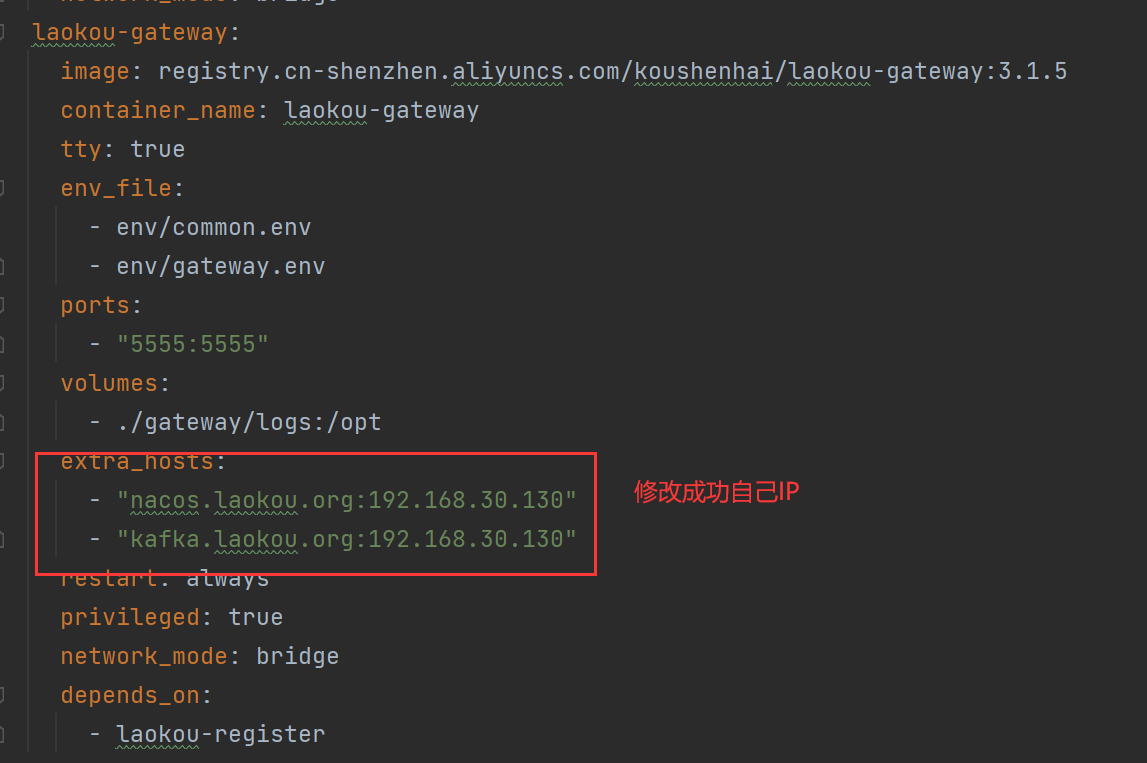 laokou-gateway:
image: registry.cn-shenzhen.aliyuncs.com/koushenhai/laokou-gateway:3.1.5
container_name: laokou-gateway
tty: true
env_file:
- env/common.env
- env/gateway.env
ports:
- "5555:5555"
volumes:
- ./gateway/logs:/opt
extra_hosts:
- "nacos.laokou.org:192.168.30.130"
修改成功自己IP
- "kafka.laokou.org:192.168.30.130"
restart: always
privileged: true
network_mode: bridge
depends_on:
- laokou-register